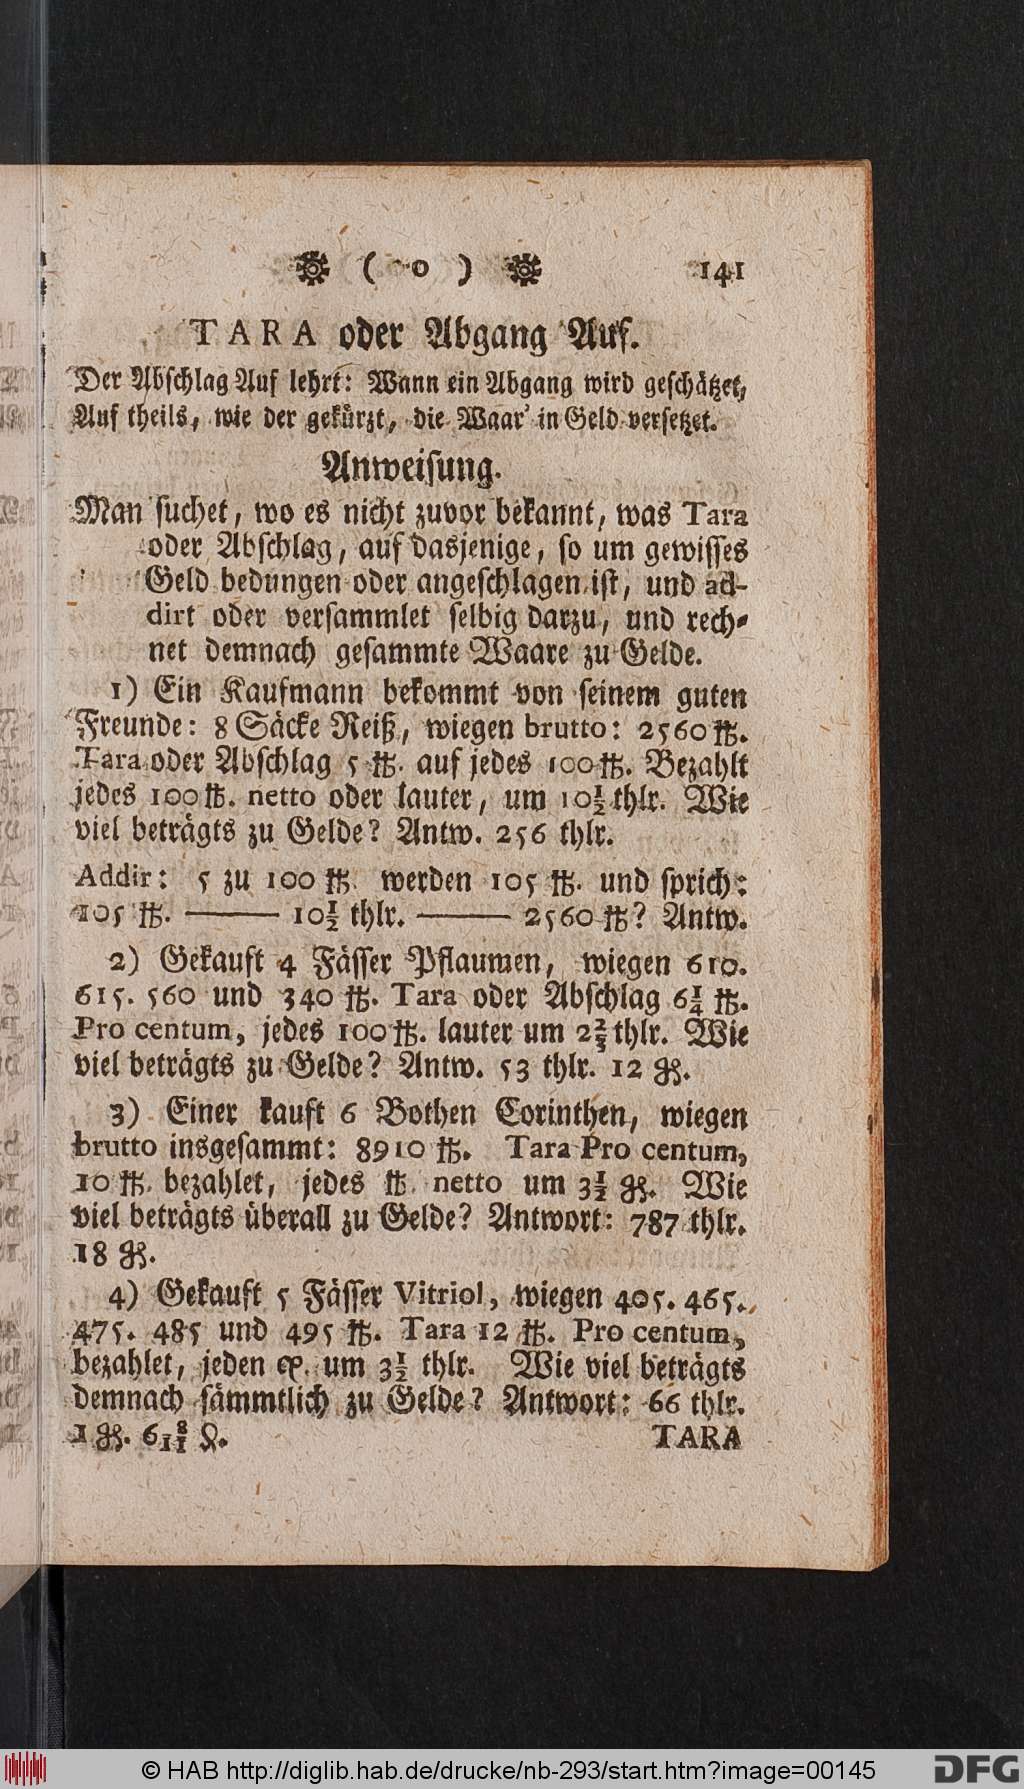 ( o ) 141
TARA oder Abgang Auf.
Der Abschlag Auf lehrt: Wann ein Abgang wird geschätzet,
Auf theils, wie der gekürzt, die Waar' in Geld versetzet.
Anweisung.
Man suchet, wo es nicht zuvor bekannt, was Tara
oder Abschlag, auf dasjenige, so um gewisses
Geld bedungen oder angeschlagen ist, und ad-
dirt oder versammlet selbig darzu, und rech-
net demnach gesammte Waare zu Gelde.
1) Ein Kaufmann bekommt von seinem guten
Freunde: 8 Säcke Reiß, wiegen brutto: 2560 ℔.
Tara oder Abschlag 5 ℔. auf jedes 100 ℔. Bezahlt
jedes 100 ℔. netto oder lauter, um 10½ thlr. Wie
viel beträgts zu Gelde? Antw. 256 thlr.
Addir: 5 zu 100 ℔. werden 105 ℔. und sprich:
105 ℔. —— 10½ thlr. —— 2560 ℔? Antw.
2) Gekauft 4 Fässer Pflaumen, wiegen 610.
615. 560 und 340 ℔. Tara oder Abschlag 6¼ ℔.
Pro centum, jedes 100 ℔. lauter um 2⅔ thlr. Wie
viel beträgts zu Gelde? Antw. 53 thlr. 12 gR.
3) Einer kauft 6 Bothen Corinthen, wiegen
brutto insgesammt: 8910 ℔. Tara Pro centum,
10 ℔. bezahlet, jedes ℔. netto um 3½ gR. Wie
viel beträgts überall zu Gelde? Antwort: 787 thlr.
18 gR.
4) Gekauft 5 Fässer Vitriol, wiegen 405. 465.
475. 485 und 495 ℔. Tara 12 ℔. Pro centum,
bezahlet, jeden um 3½ thlr. Wie viel beträgts
demnach sämmtlich zu Gelde? Antwort: 66 thlr.
1 gR. 6 8/11 ₰. TARA
© HAB http://diglib.hab.de/drucke/nb-293/start.htm?image=00145 DFG